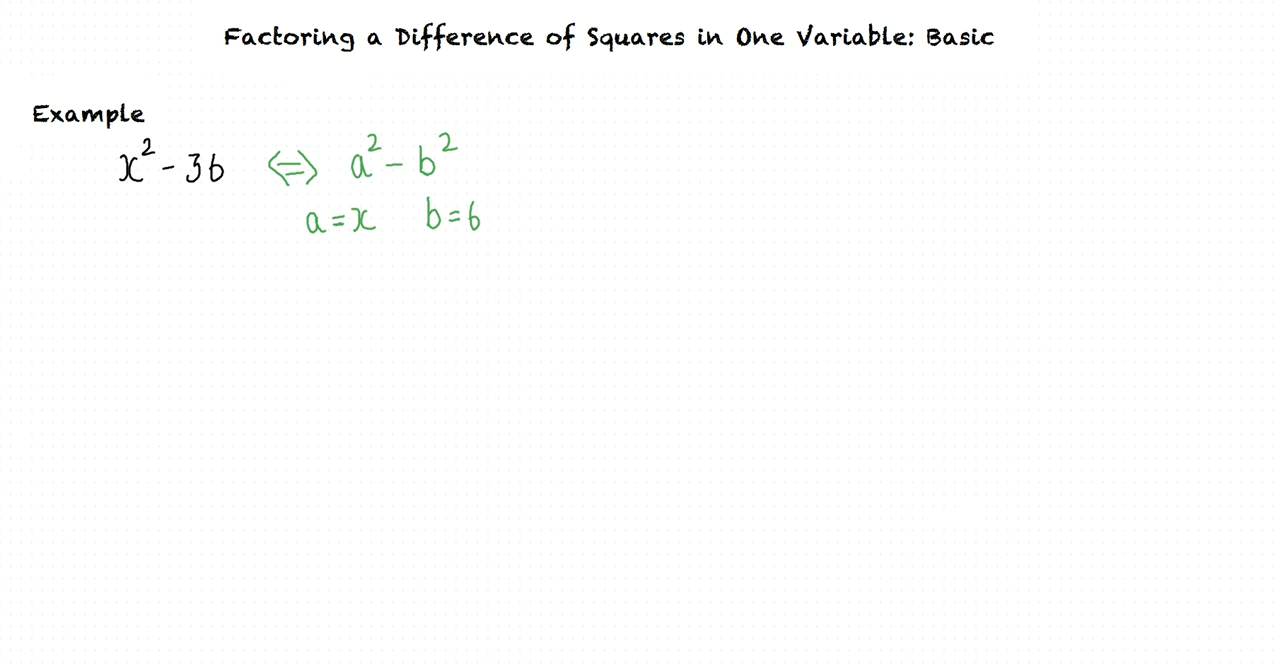 Factoring a Difference of Squares in One Variable: Basic
Example
x² - 36 ⇔ a² - b²
a = x b = 6